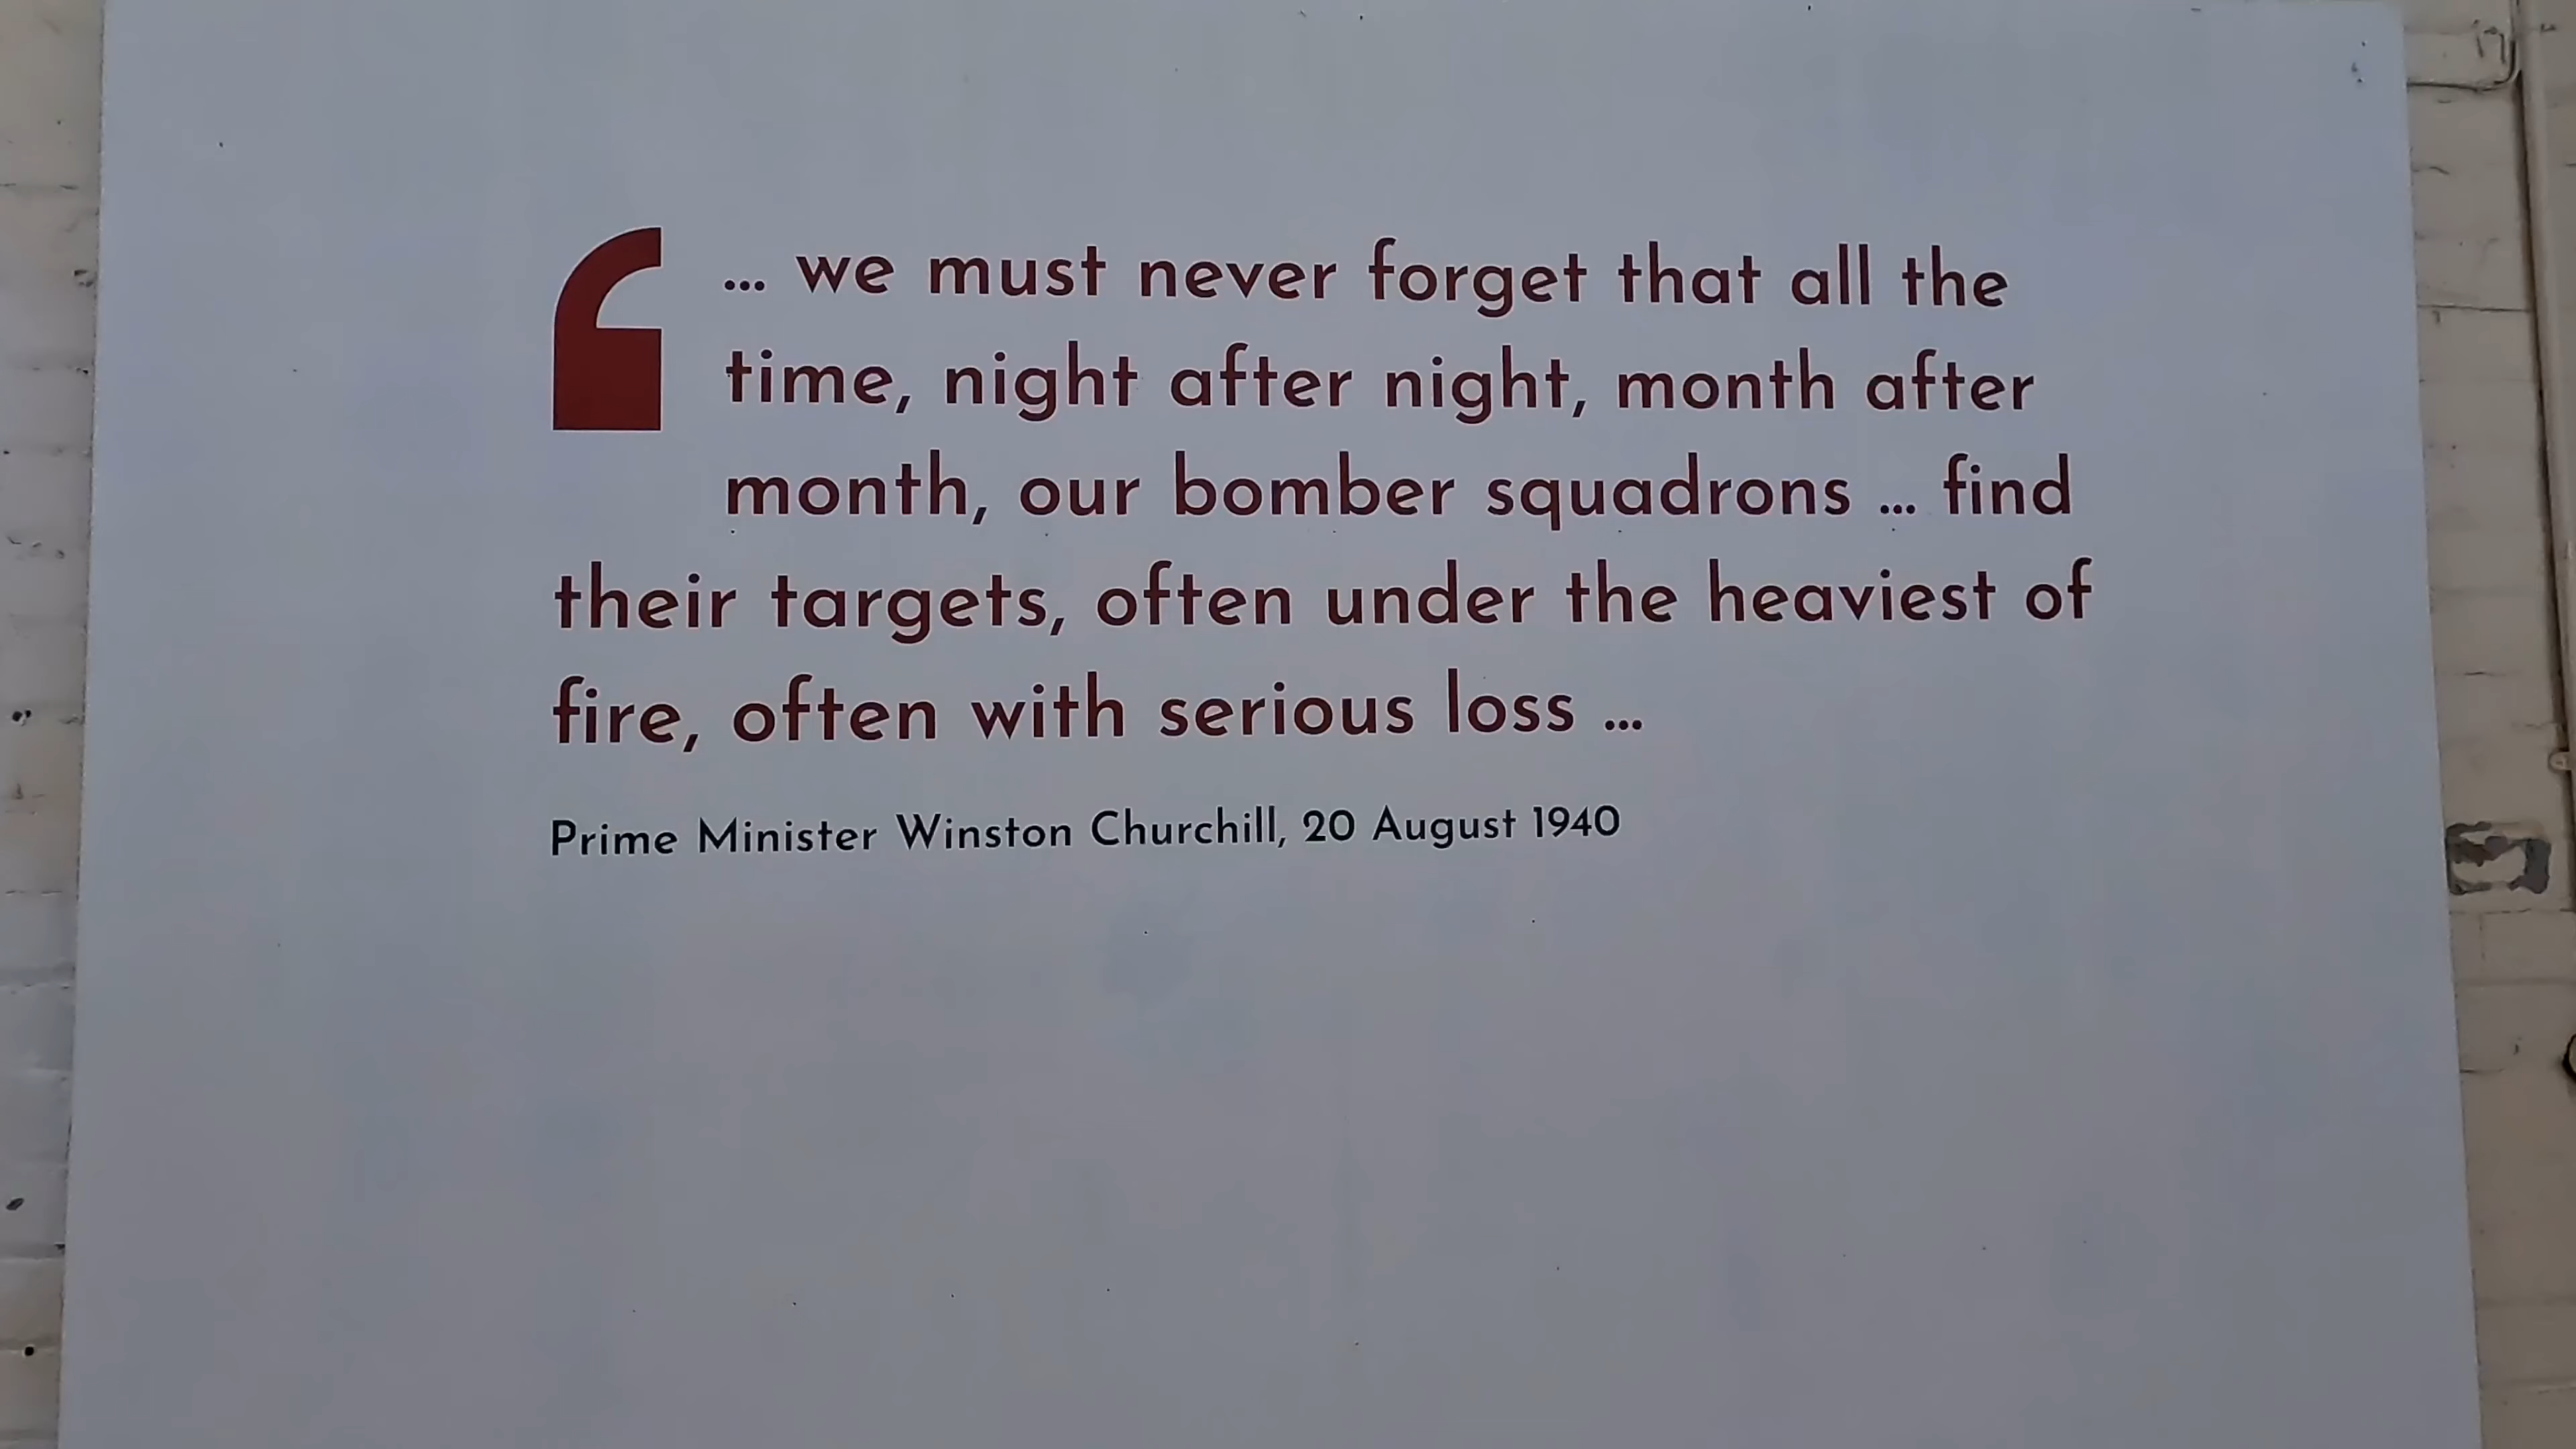 ‘ ... we must never forget that all the
time, night after night, month after
month, our bomber squadrons ... find
their targets, often under the heaviest of
fire, often with serious loss ...
Prime Minister Winston Churchill, 20 August 1940